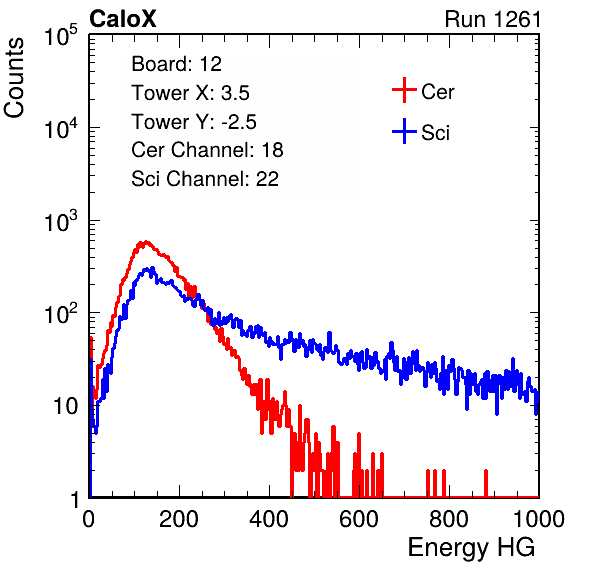 CaloX Run 1261
Counts
10^5
10^4
10^3
10^2
10
1
Board: 12
Tower X: 3.5
Tower Y: -2.5
Cer Channel: 18
Sci Channel: 22
Cer
Sci
0 200 400 600 800 1000
Energy HG